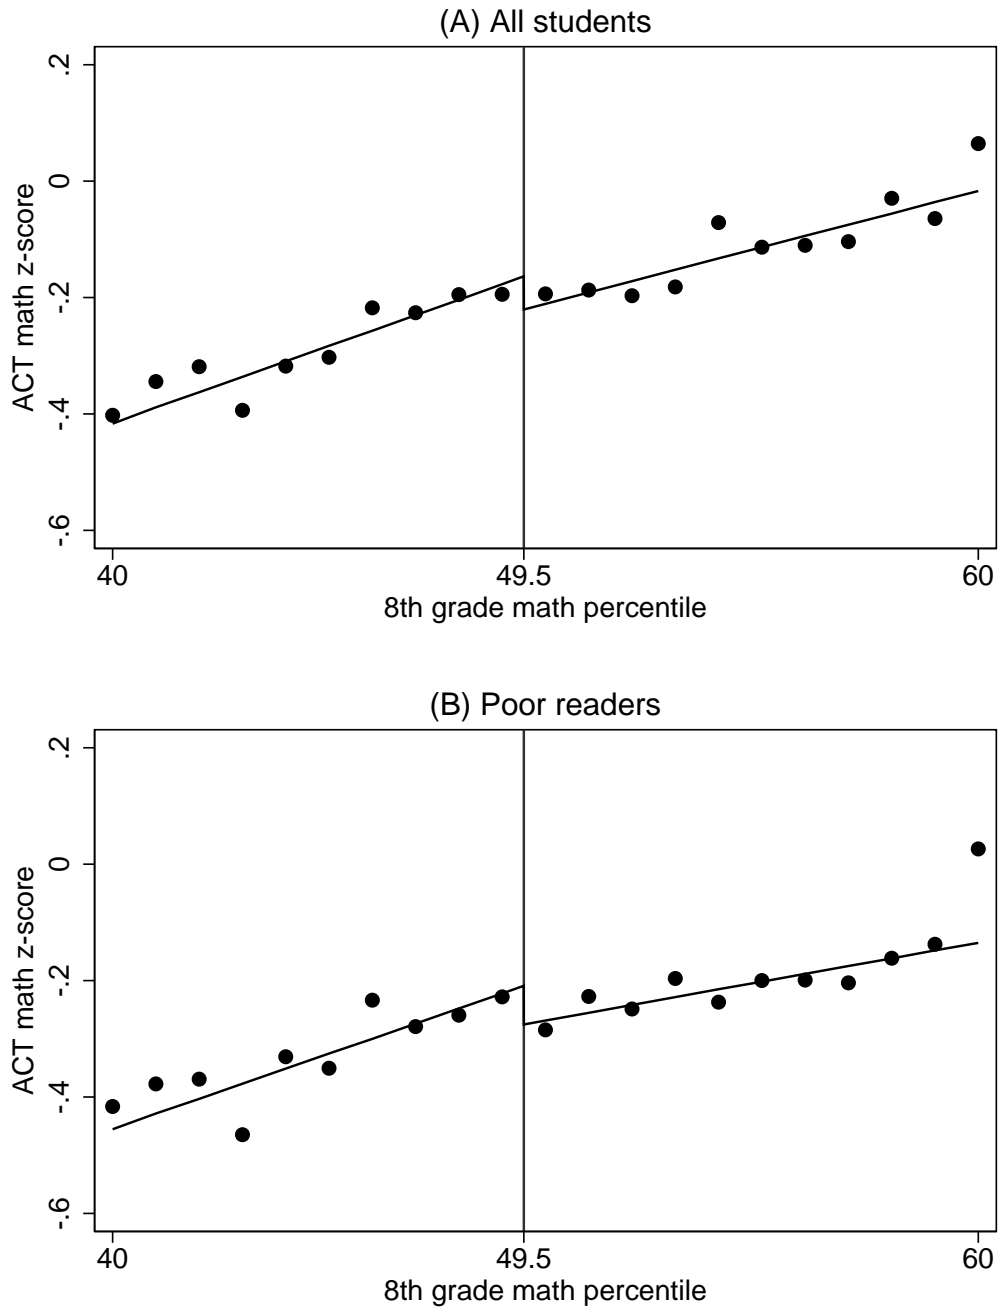 (A) All students
.2
0
-.2
-.4
-.6
ACT math z-score
40 49.5 60
8th grade math percentile
(B) Poor readers
.2
0
-.2
-.4
-.6
ACT math z-score
40 49.5 60
8th grade math percentile